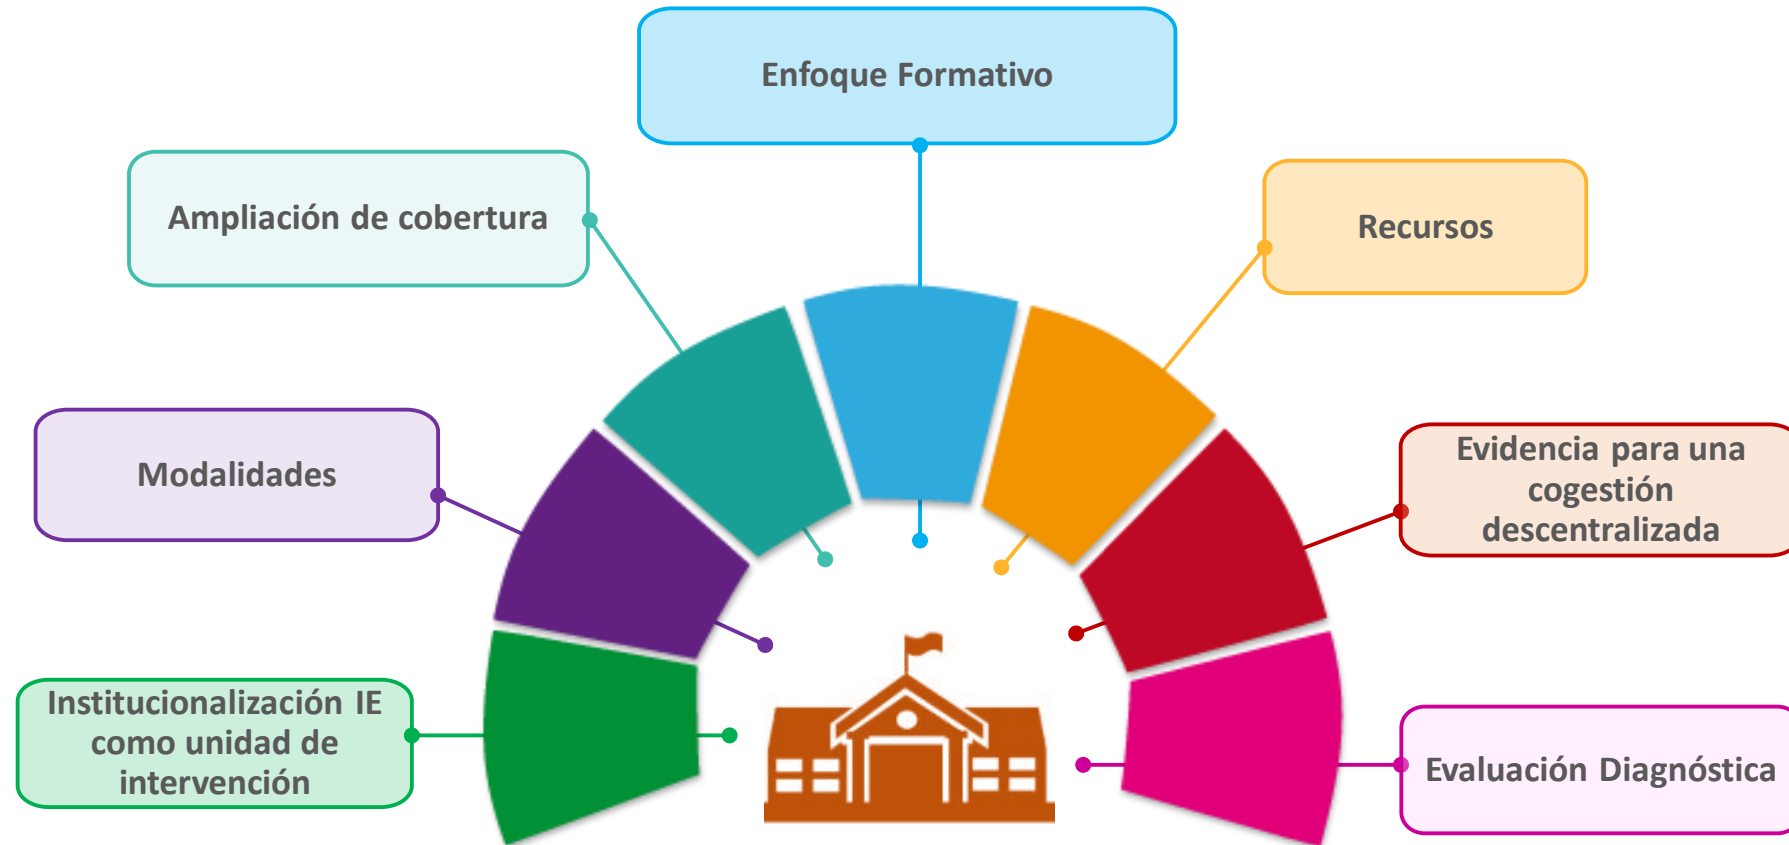 Enfoque Formativo
Ampliación de cobertura
Recursos
Modalidades
Evidencia para una
cogestión
descentralizada
Institucionalización IE
como unidad de
intervención
Evaluación Diagnóstica